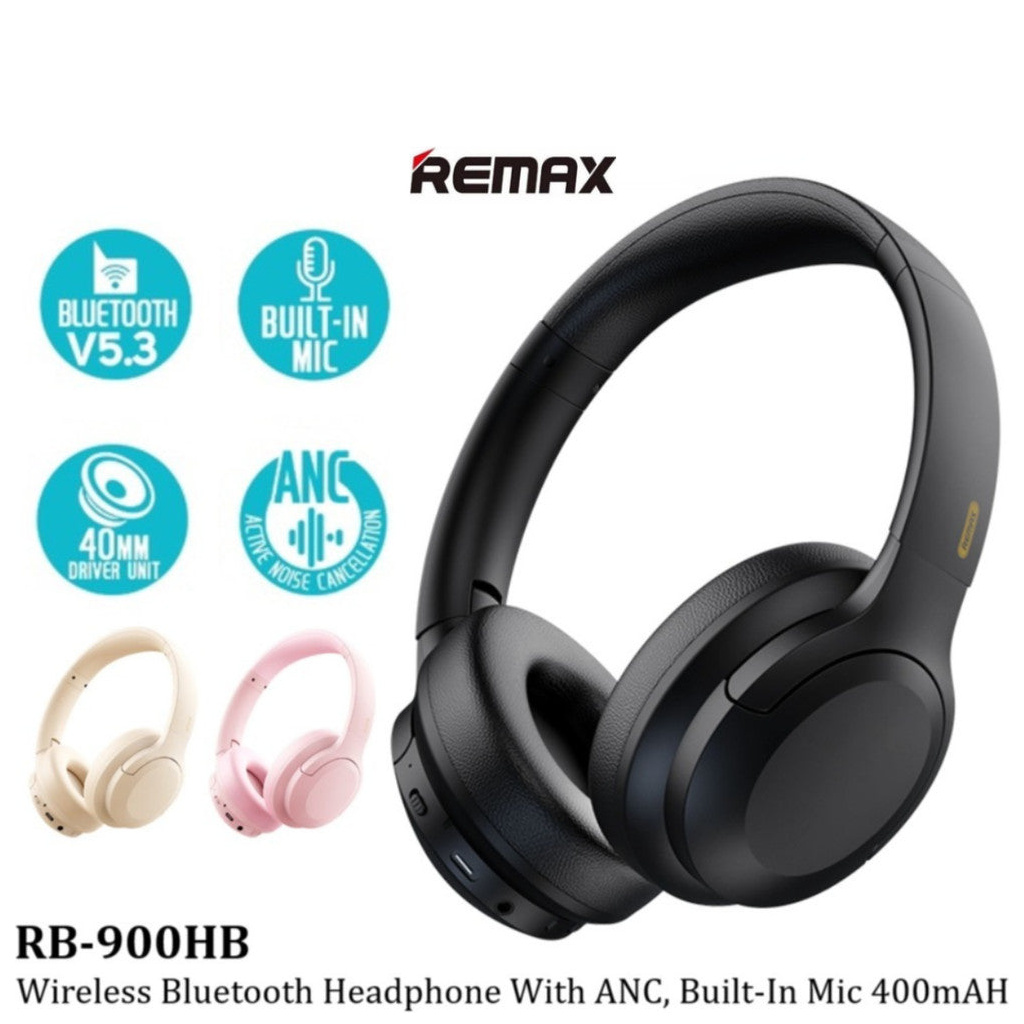 REMAX
BLUETOOTH
V5.3
BUILT-IN
MIC
40MM
DRIVER UNIT
ANC
ACTIVE NOISE CANCELLATION
REMAX
RB-900HB
Wireless Bluetooth Headphone With ANC, Built-In Mic 400mAH